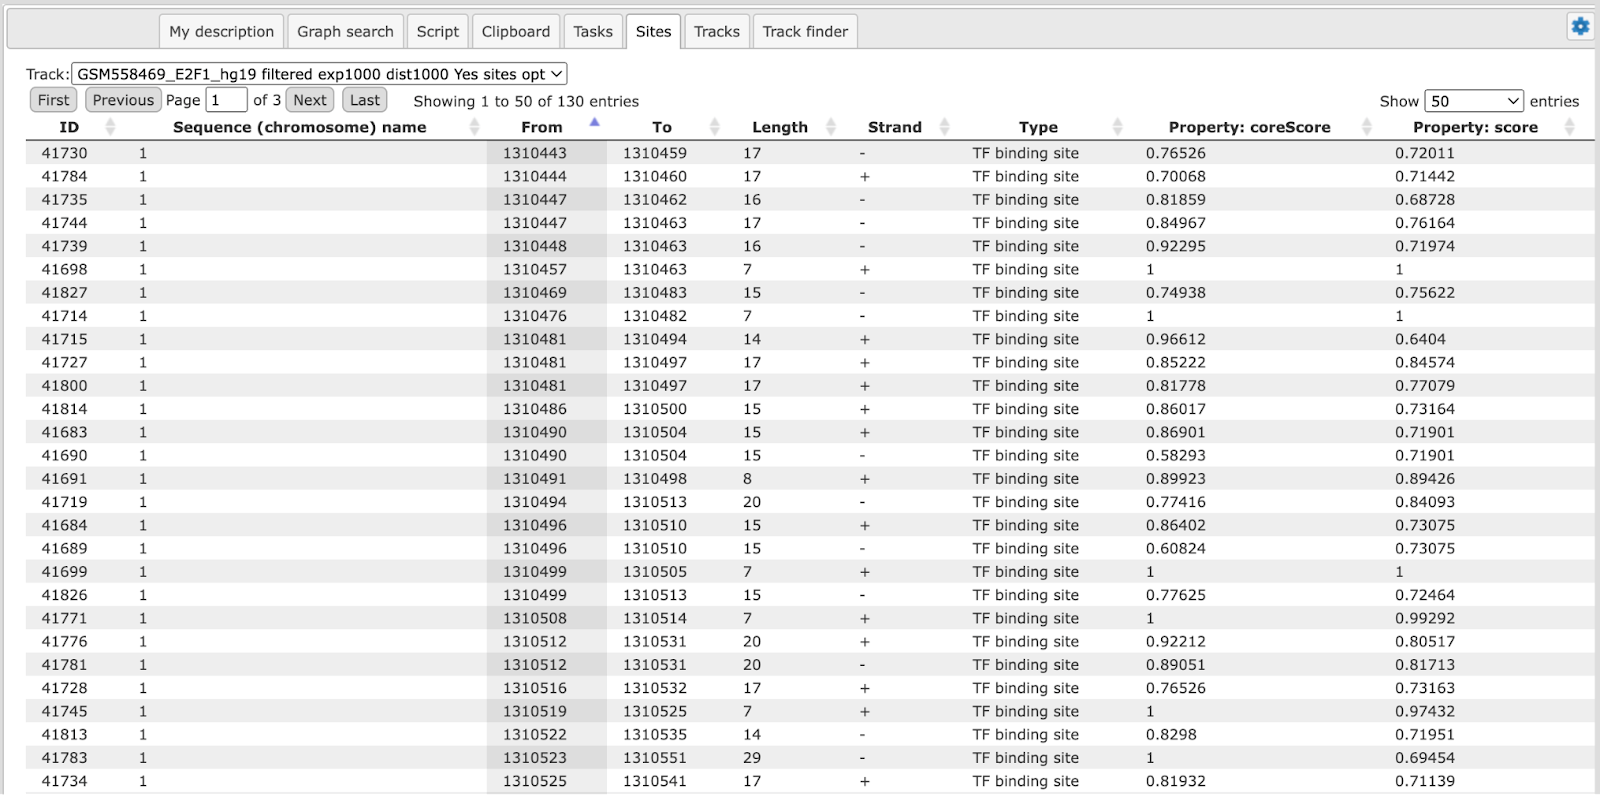 My description Graph search Script Clipboard Tasks Sites Tracks Track finder
Track: GSM558469_E2F1_hg19 filtered exp1000 dist1000 Yes sites opt
First Previous Page 1 of 3 Next Last Showing 1 to 50 of 130 entries Show 50 entries
ID Sequence (chromosome) name From To Length Strand Type Property: coreScore Property: score
41730 1 1310443 1310459 17 - TF binding site 0.76526 0.72011
41784 1 1310444 1310460 17 + TF binding site 0.70068 0.71442
41735 1 1310447 1310462 16 - TF binding site 0.81859 0.68728
41744 1 1310447 1310463 17 - TF binding site 0.84967 0.76164
41739 1 1310448 1310463 16 - TF binding site 0.92295 0.71974
41698 1 1310457 1310463 7 + TF binding site 1 1
41827 1 1310469 1310483 15 - TF binding site 0.74938 0.75622
41714 1 1310476 1310482 7 - TF binding site 1 1
41715 1 1310481 1310494 14 + TF binding site 0.96612 0.6404
41727 1 1310481 1310497 17 + TF binding site 0.85222 0.84574
41800 1 1310481 1310497 17 + TF binding site 0.81778 0.77079
41814 1 1310486 1310500 15 + TF binding site 0.86017 0.73164
41683 1 1310490 1310504 15 + TF binding site 0.86901 0.71901
41690 1 1310490 1310504 15 - TF binding site 0.58293 0.71901
41691 1 1310491 1310498 8 + TF binding site 0.89923 0.89426
41719 1 1310494 1310513 20 - TF binding site 0.77416 0.84093
41684 1 1310496 1310510 15 + TF binding site 0.86402 0.73075
41689 1 1310496 1310510 15 - TF binding site 0.60824 0.73075
41699 1 1310499 1310505 7 + TF binding site 1 1
41826 1 1310499 1310513 15 - TF binding site 0.77625 0.72464
41771 1 1310508 1310514 7 + TF binding site 1 0.99292
41776 1 1310512 1310531 20 + TF binding site 0.92212 0.80517
41781 1 1310512 1310531 20 - TF binding site 0.89051 0.81713
41728 1 1310516 1310532 17 + TF binding site 0.76526 0.73163
41745 1 1310519 1310525 7 + TF binding site 1 0.97432
41813 1 1310522 1310535 14 - TF binding site 0.8298 0.71951
41783 1 1310523 1310551 29 - TF binding site 1 0.69454
41734 1 1310525 1310541 17 + TF binding site 0.81932 0.71139